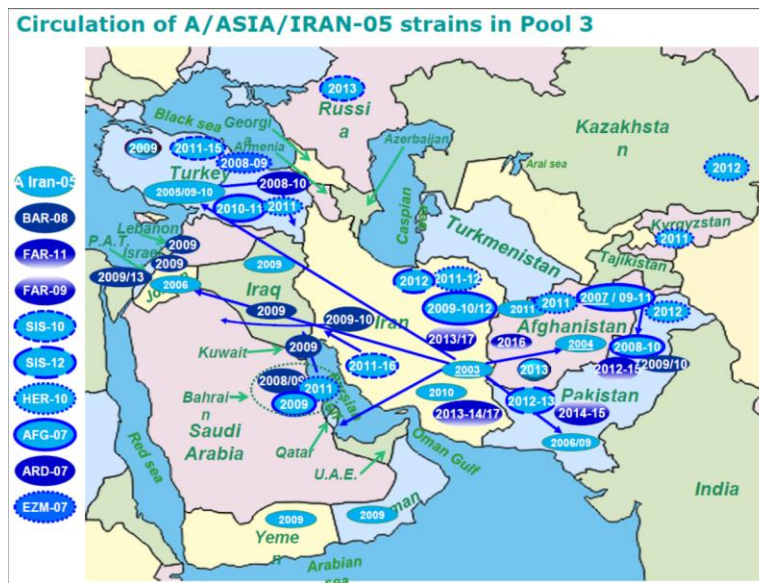 Circulation of A/ASIA/IRAN-05 strains in Pool 3
A Iran-05
BAR-08
FAR-11
FAR-09
SIS-10
SIS-12
HER-10
AFG-07
ARD-07
EZM-07
2013
Russi
a
Kazakhsta
n
Black sea
Georgi
a
Armenia
Azerbaijan
Aral sea
2009
2011-15
2008-09
2012
Turkey
2008-10
2005/09-10
2010-11
2011
Caspian
sea
Turkmenistan
Kyrgyzstan
2011
Tajikistan
Lebanon
2009
P.A.T.
Israel
2009
2009/13
Jordan
2006
2009
Iraq
2009
2012
2011-12
2009-10/12
2011
2011
2007 / 09-11
2012
2009-10
Iran
Afghanistan
2013/17
2016
2004
2008-10
Kuwait
2009
2011-16
2003
2013
2012-15
2009/10
2008/09
2011
Persian
Bahrai
n
2009
2010
2012-13
Pakistan
Saudi
Arabia
2013-14/17
2014-15
Red sea
Qatar
U.A.E.
Oman Gulf
2006/09
India
2009
2009
Oman
Yeme
n
Arabian
sea